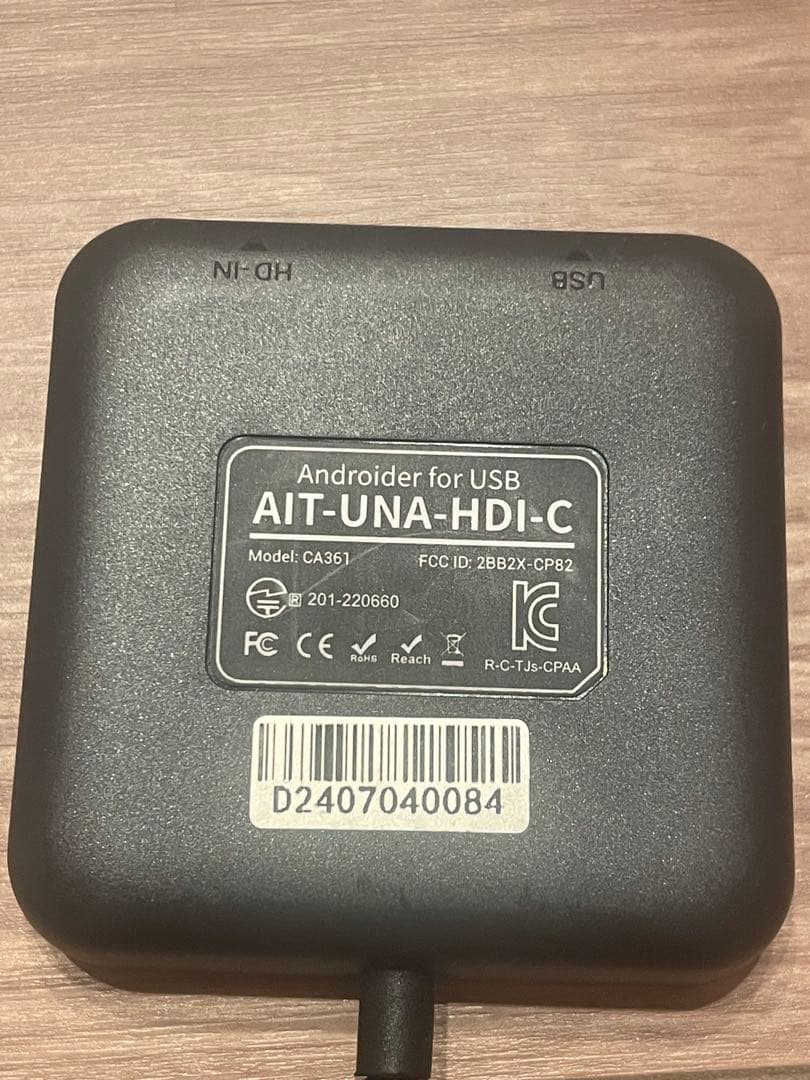 HD-IN
USB
Androider for USB
AIT-UNA-HDI-C
Model: CA361 FCC ID: 2BB2X-CP82
R 201-220660
FC CE RoHS Reach
KC
R-C-TJs-CPAA
D2407040084